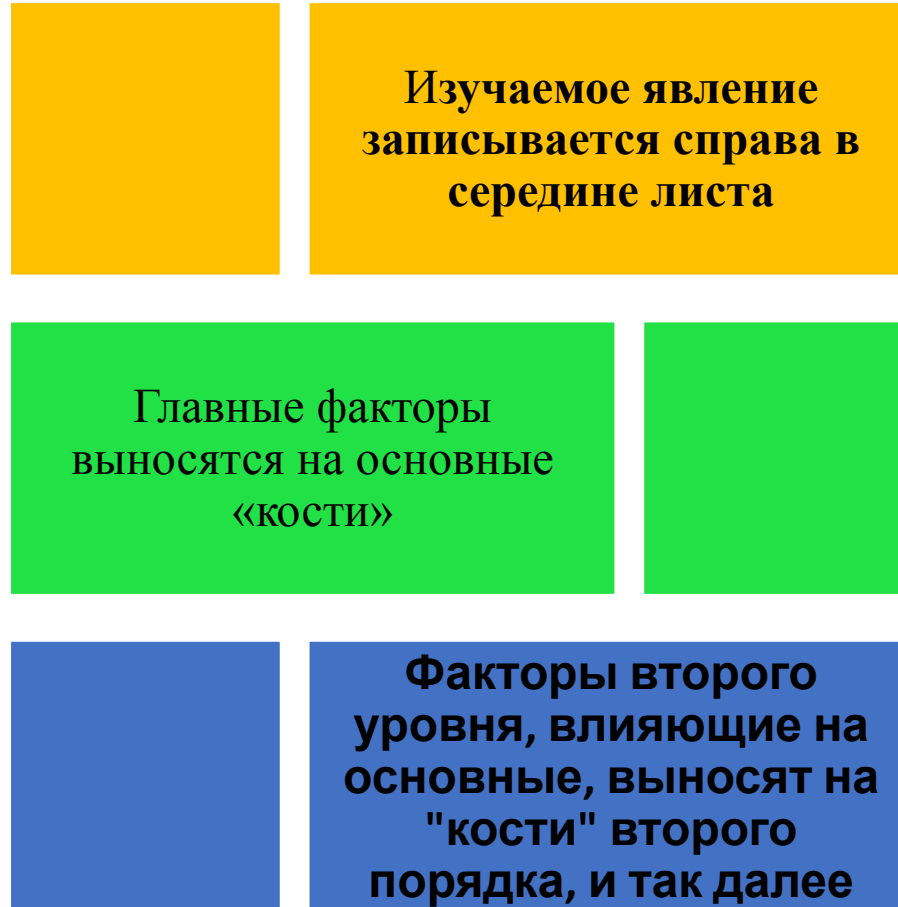 Изучаемое явление
записывается справа в
середине листа
Главные факторы
выносятся на основные
«кости»
Факторы второго
уровня, влияющие на
основные, выносят на
"кости" второго
порядка, и так далее